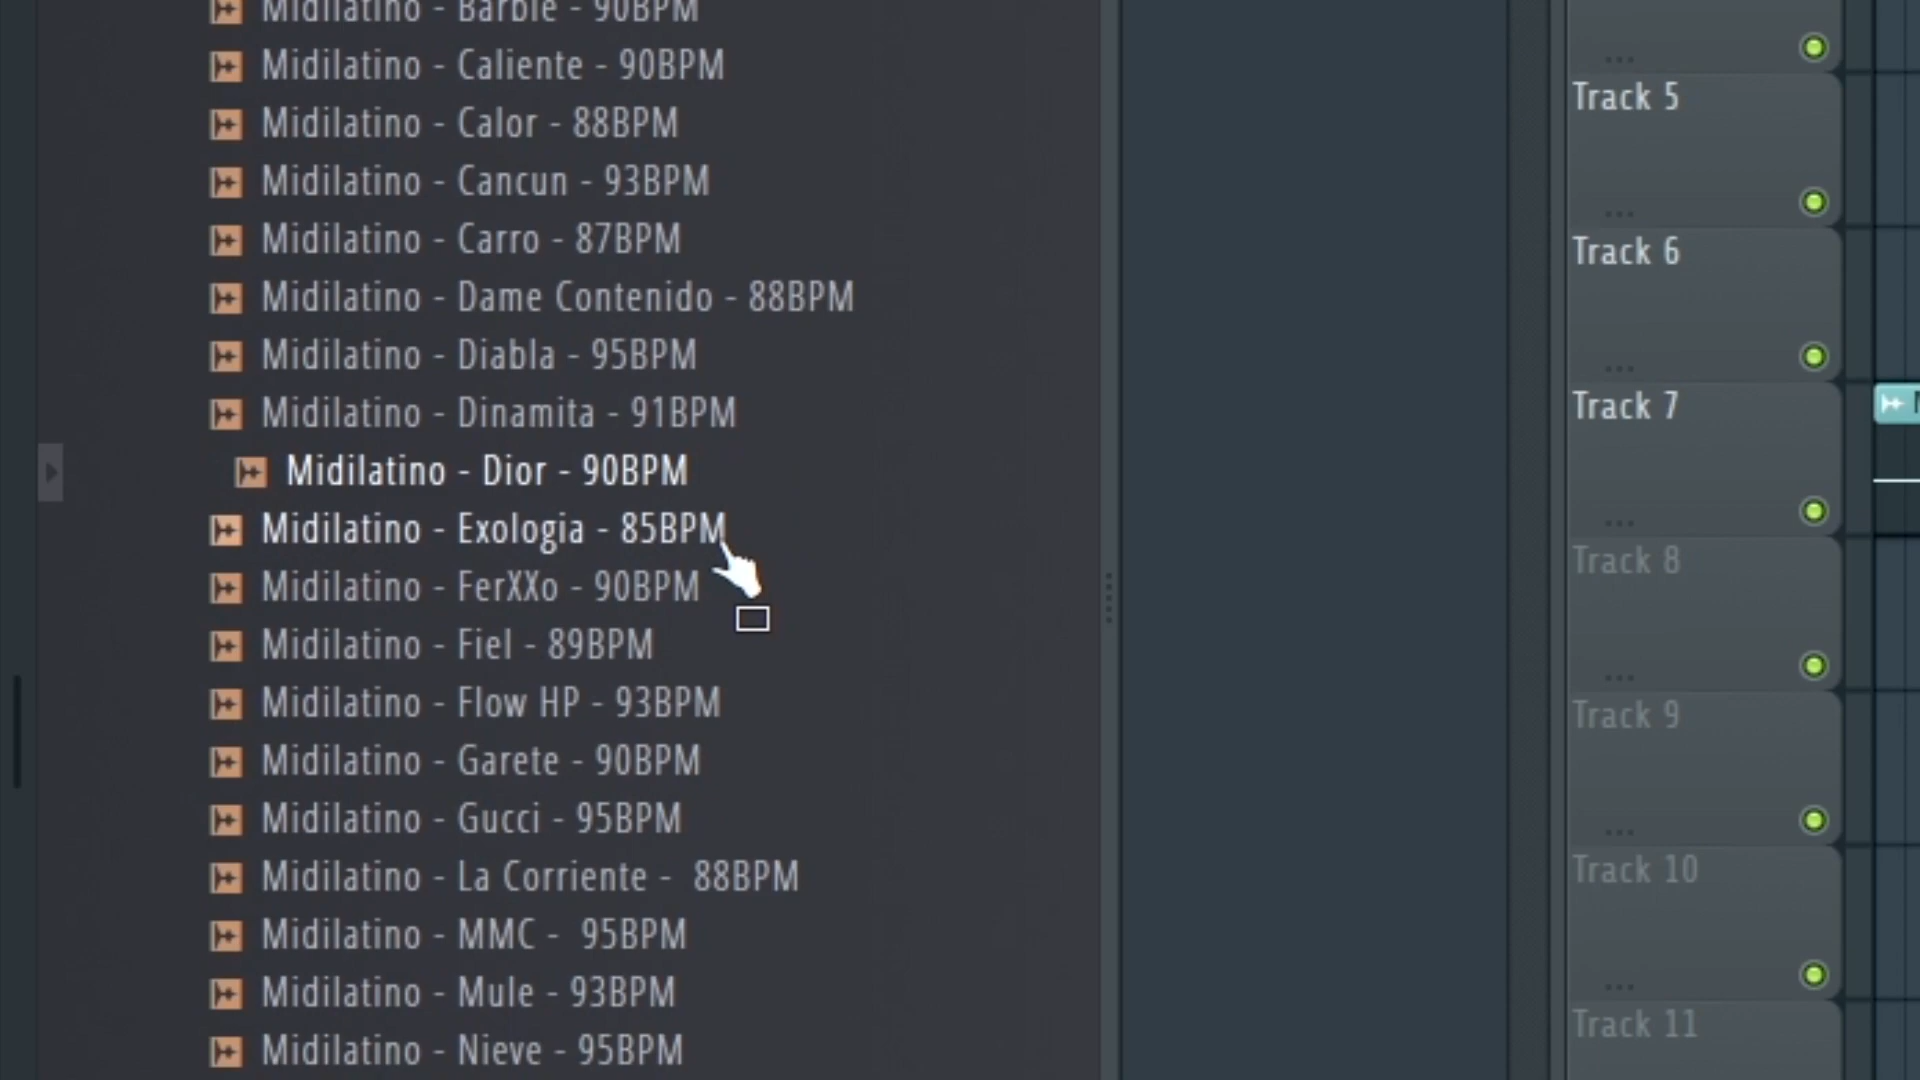 Midilatino - Barbie - 90BPM
Midilatino - Caliente - 90BPM
Midilatino - Calor - 88BPM
Midilatino - Cancun - 93BPM
Midilatino - Carro - 87BPM
Midilatino - Dame Contenido - 88BPM
Midilatino - Diabla - 95BPM
Midilatino - Dinamita - 91BPM
Midilatino - Dior - 90BPM
Midilatino - Exologia - 85BPM
Midilatino - FerXXo - 90BPM
Midilatino - Fiel - 89BPM
Midilatino - Flow HP - 93BPM
Midilatino - Garete - 90BPM
Midilatino - Gucci - 95BPM
Midilatino - La Corriente -  88BPM
Midilatino - MMC -  95BPM
Midilatino - Mule - 93BPM
Midilatino - Nieve - 95BPM
Track 5
Track 6
Track 7
Track 8
Track 9
Track 10
Track 11